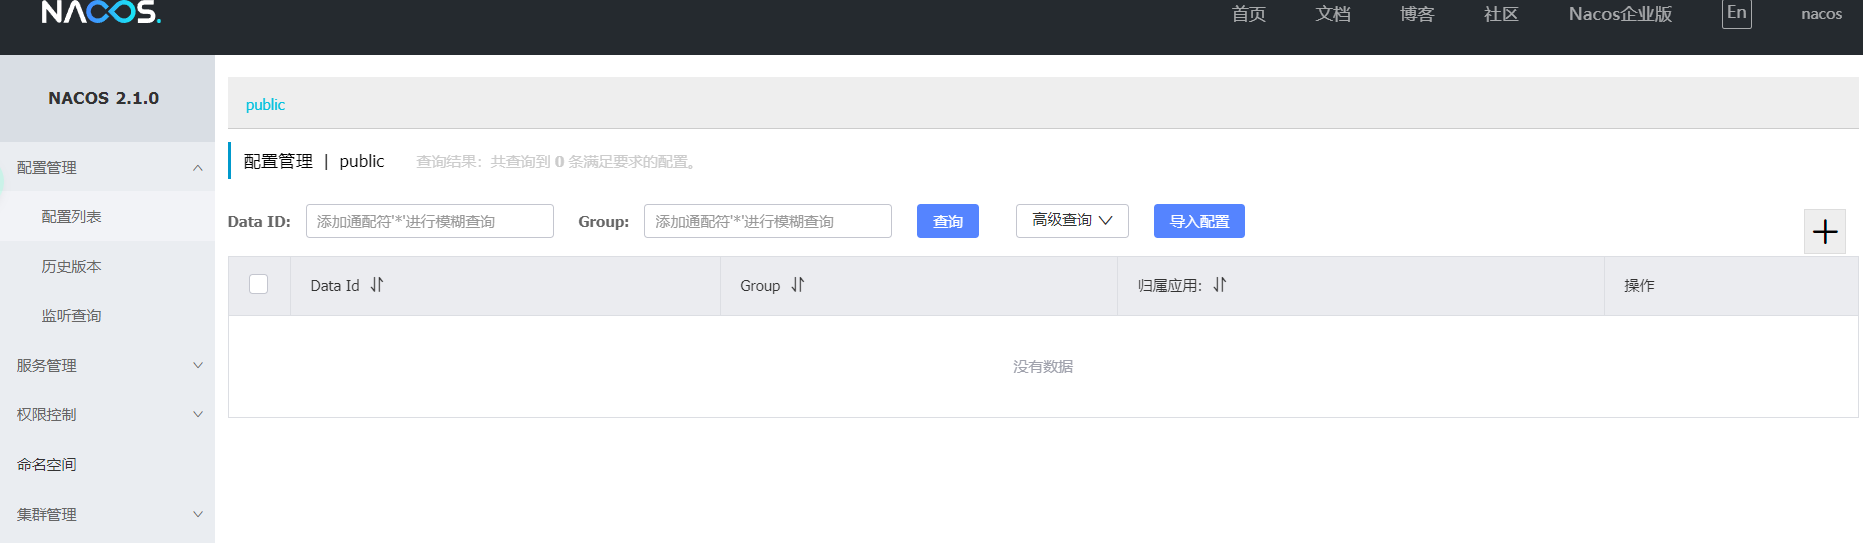 NACOS.
首页 文档 博客 社区 Nacos企业版 En nacos
NACOS 2.1.0
配置管理
配置列表
历史版本
监听查询
服务管理
权限控制
命名空间
集群管理
public
配置管理 | public 查询结果：共查询到 0 条满足要求的配置。
Data ID: 添加通配符'*'进行模糊查询 Group: 添加通配符'*'进行模糊查询 查询 高级查询 导入配置
Data Id Group 归属应用: 操作
没有数据